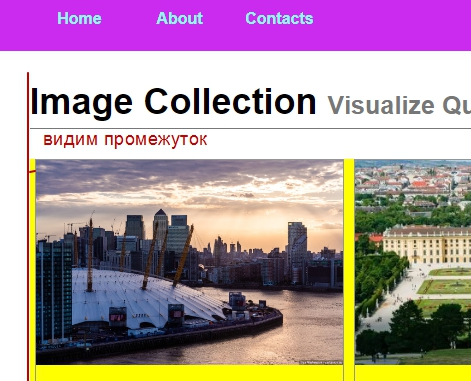 Home About Contacts
Image Collection Visualize Qu
видим промежуток